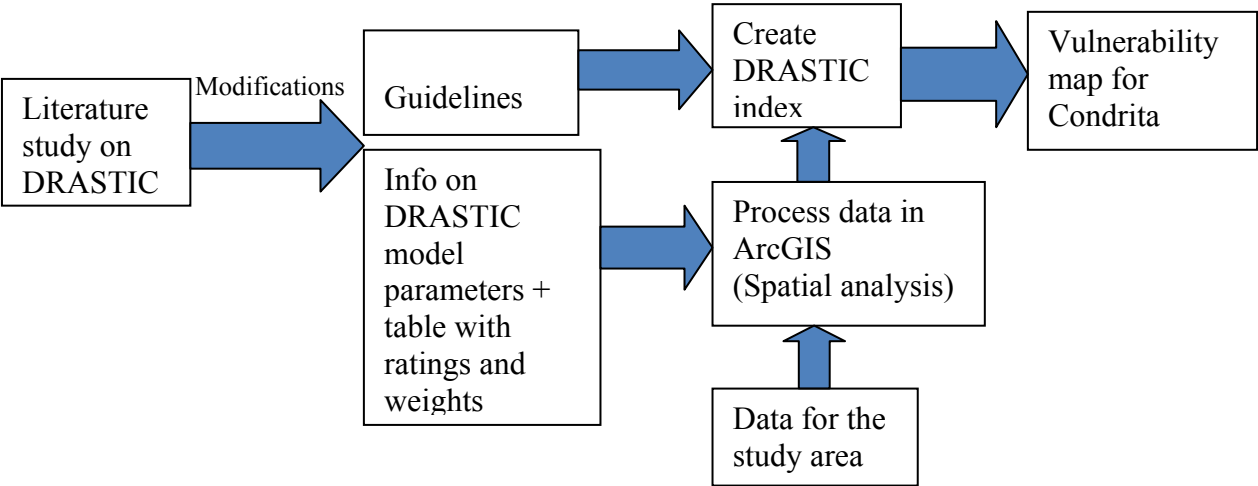 Literature
study on
DRASTIC
Modifications
Guidelines
Info on
DRASTIC
model
parameters +
table with
ratings and
weights
Create
DRASTIC
index
Process data in
ArcGIS
(Spatial analysis)
Data for the
study area
Vulnerability
map for
Condrita